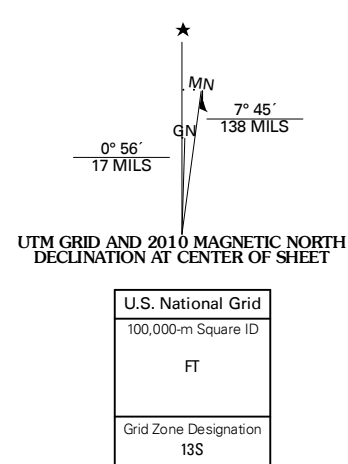 ★
MN
7° 45´
138 MILS
GN
0° 56´
17 MILS
UTM GRID AND 2010 MAGNETIC NORTH
DECLINATION AT CENTER OF SHEET
U.S. National Grid
100,000-m Square ID
FT
Grid Zone Designation
13S